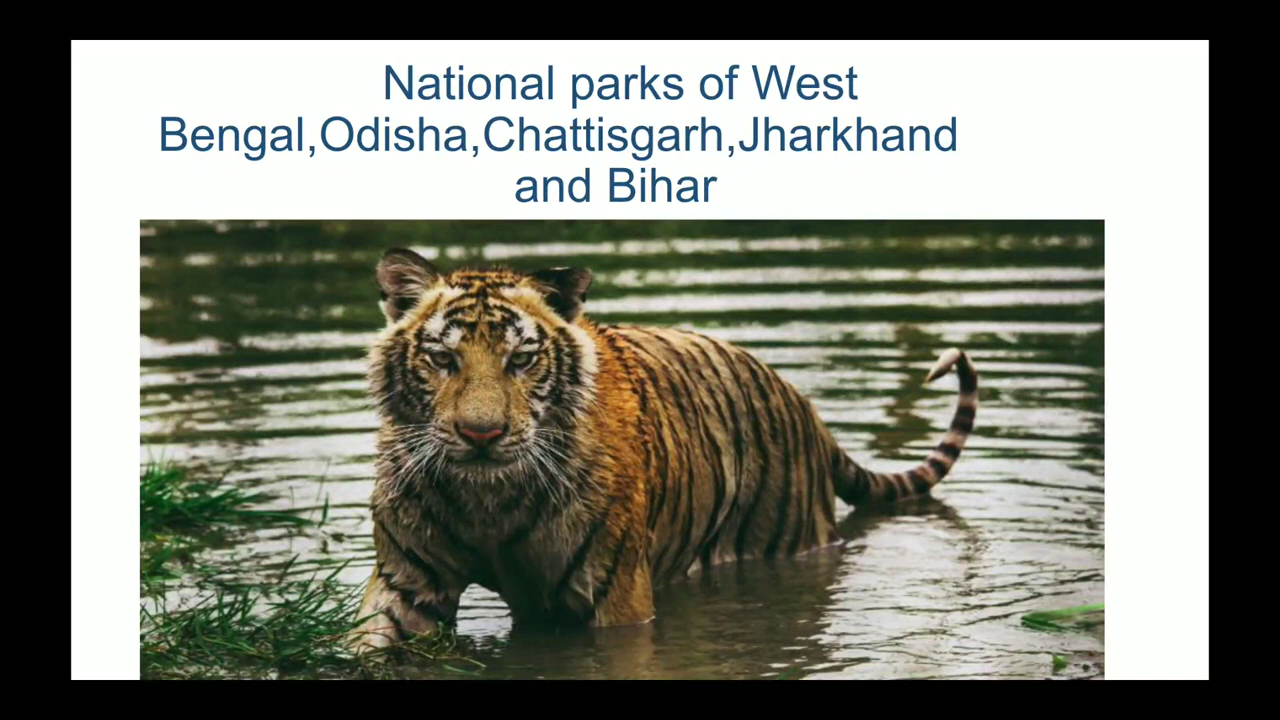 National parks of West
Bengal,Odisha,Chattisgarh,Jharkhand
and Bihar